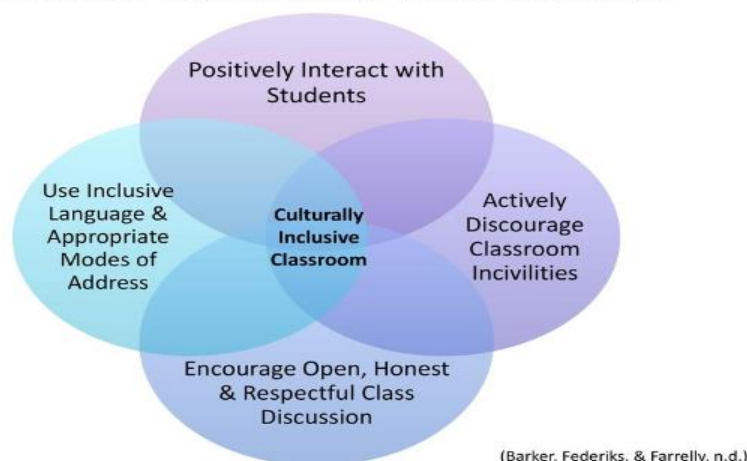 Positively Interact with
Students
Use Inclusive
Language &
Appropriate
Modes of
Address
Culturally
Inclusive
Classroom
Actively
Discourage
Classroom
Incivilities
Encourage Open, Honest
& Respectful Class
Discussion
(Barker, Federiks, & Farrelly, n.d.)